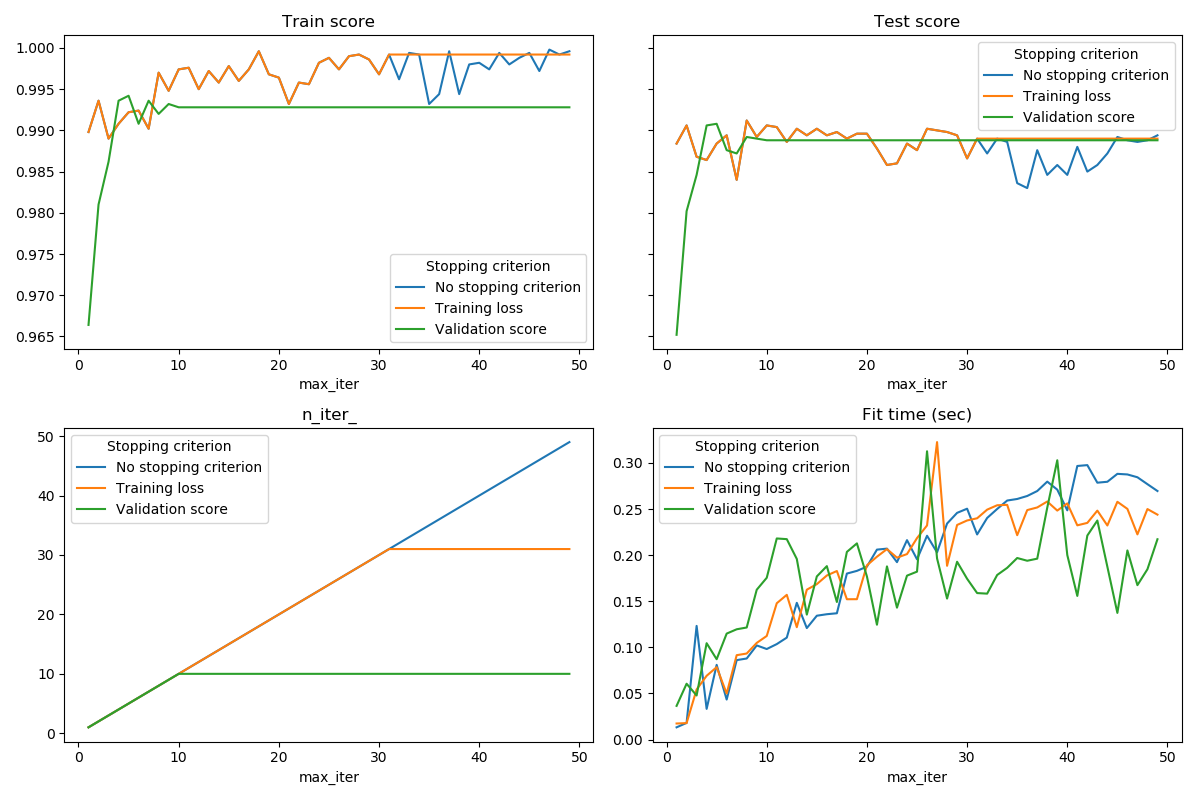 Train score
1.000
0.995
0.990
0.985
0.980
0.975
0.970
0.965
Stopping criterion
No stopping criterion
Training loss
Validation score
0 10 20 30 40 50
max_iter
Test score
Stopping criterion
No stopping criterion
Training loss
Validation score
0 10 20 30 40 50
max_iter
n_iter_
50
40
30
20
10
0
Stopping criterion
No stopping criterion
Training loss
Validation score
0 10 20 30 40 50
max_iter
Fit time (sec)
0.30
0.25
0.20
0.15
0.10
0.05
0.00
Stopping criterion
No stopping criterion
Training loss
Validation score
0 10 20 30 40 50
max_iter